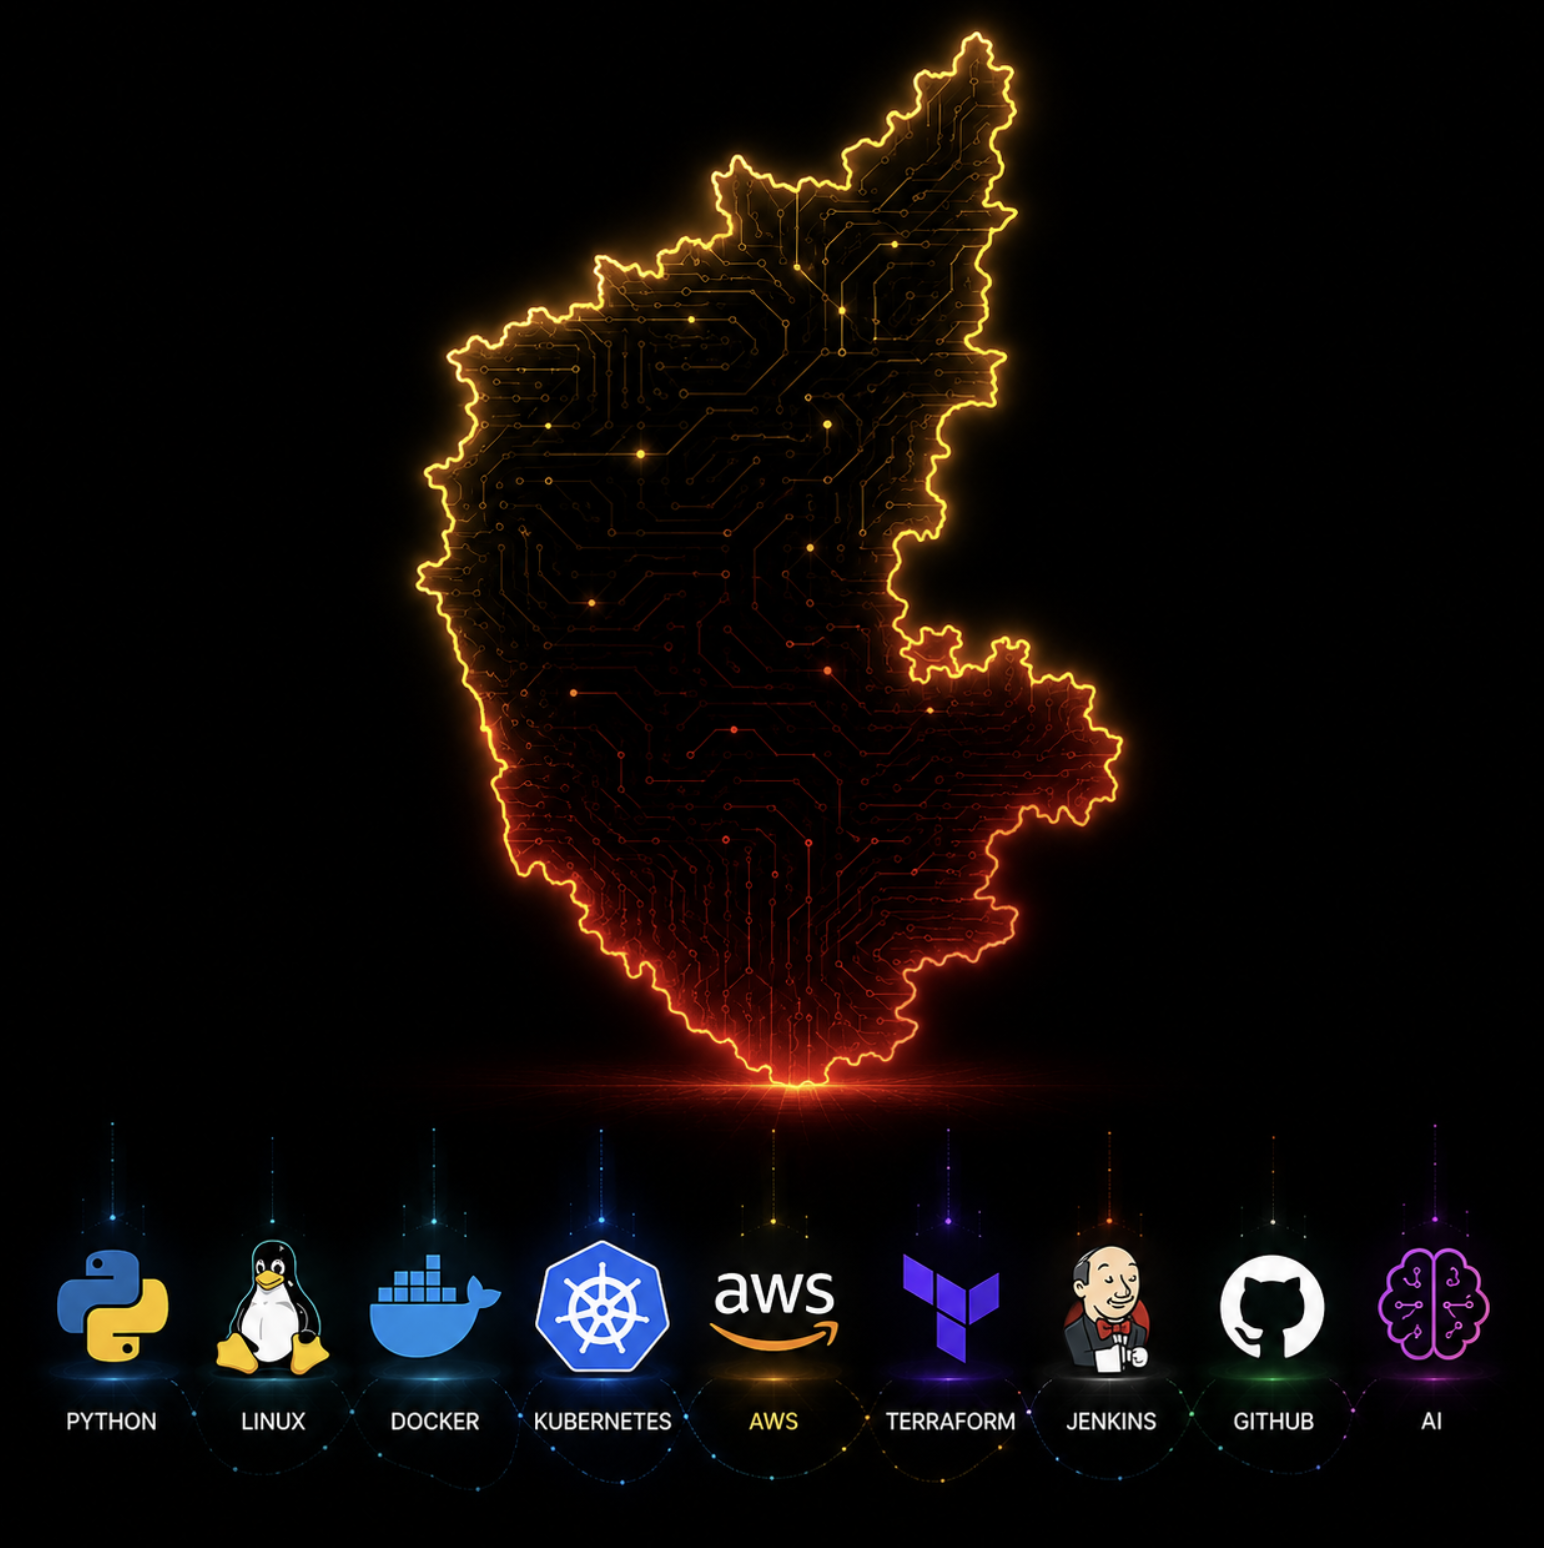 aws
PYTHON
LINUX
DOCKER
KUBERNETES
AWS
TERRAFORM
JENKINS
GITHUB
AI